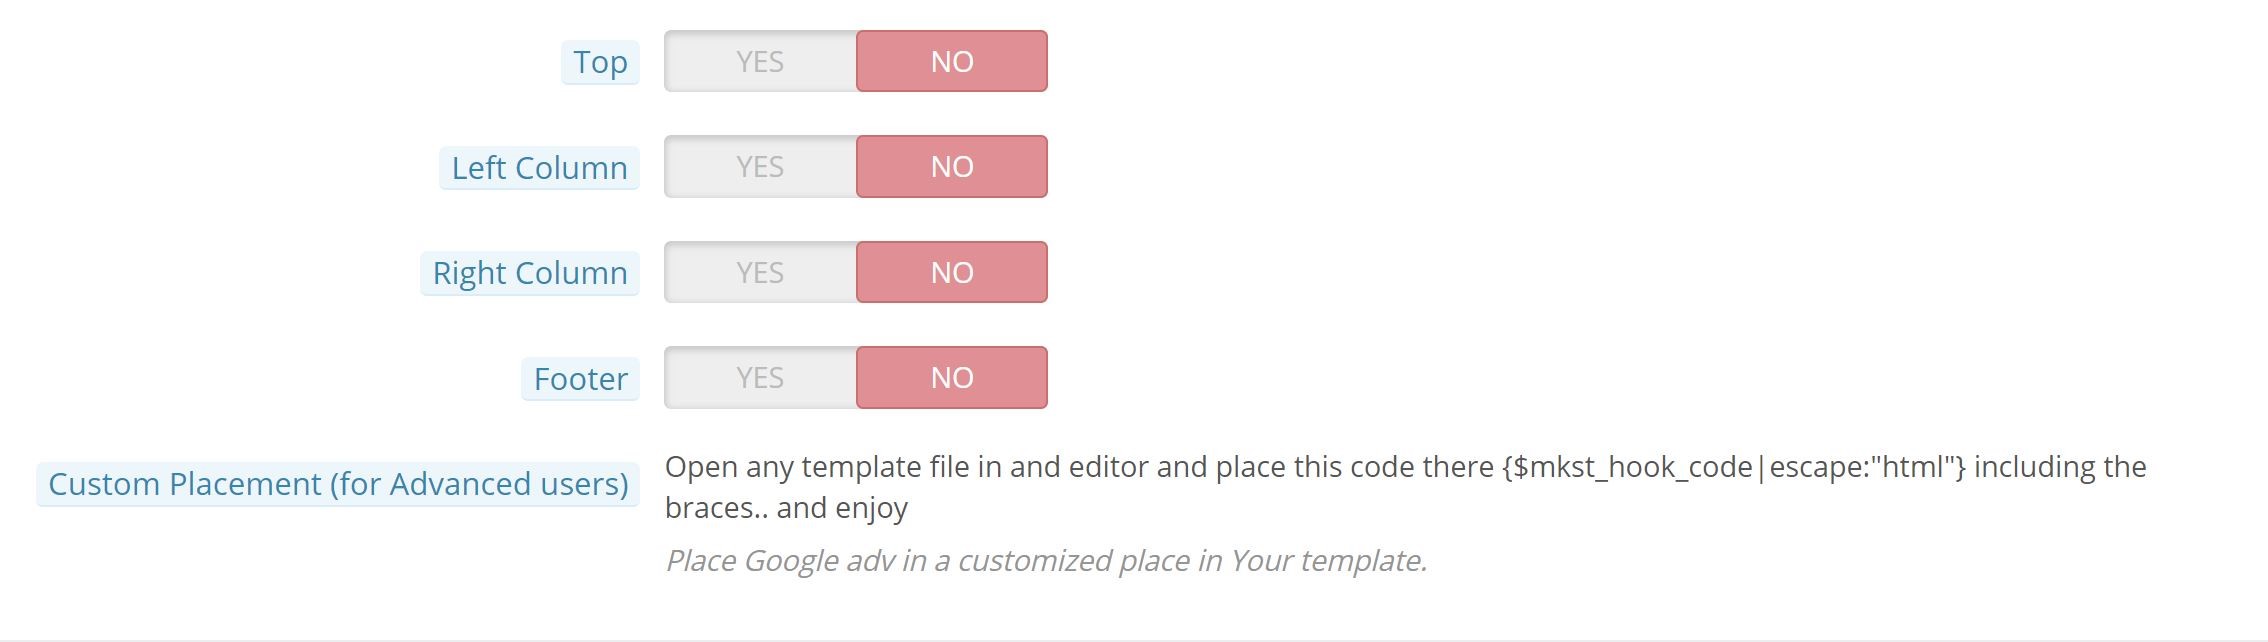 Top YES NO
Left Column YES NO
Right Column YES NO
Footer YES NO
Custom Placement (for Advanced users) Open any template file in and editor and place this code there {$mkst_hook_code|escape:"html"} including the
braces.. and enjoy
Place Google adv in a customized place in Your template.